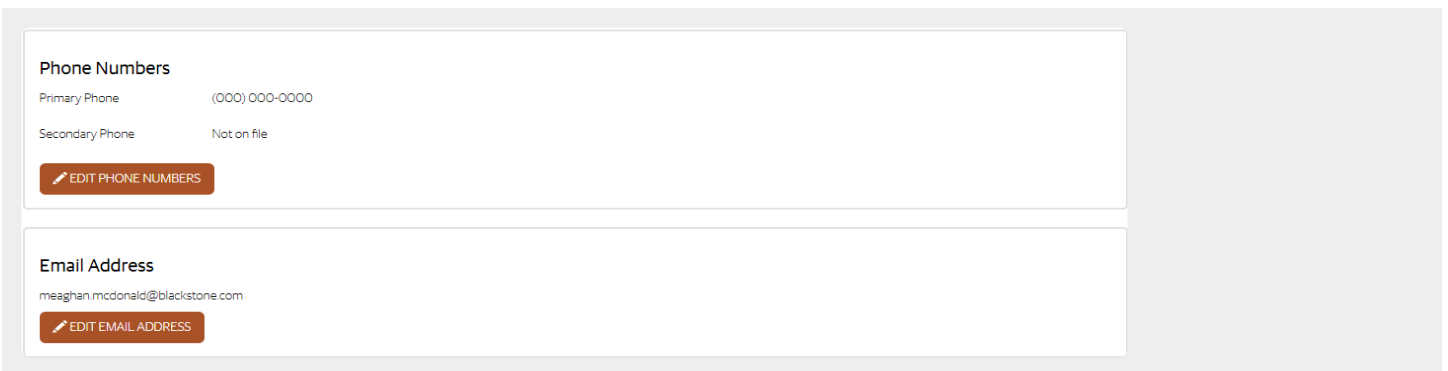 Phone Numbers
Primary Phone (000) 000-0000
Secondary Phone Not on file
EDIT PHONE NUMBERS
Email Address
meaghan.mcdonald@blackstone.com
EDIT EMAIL ADDRESS